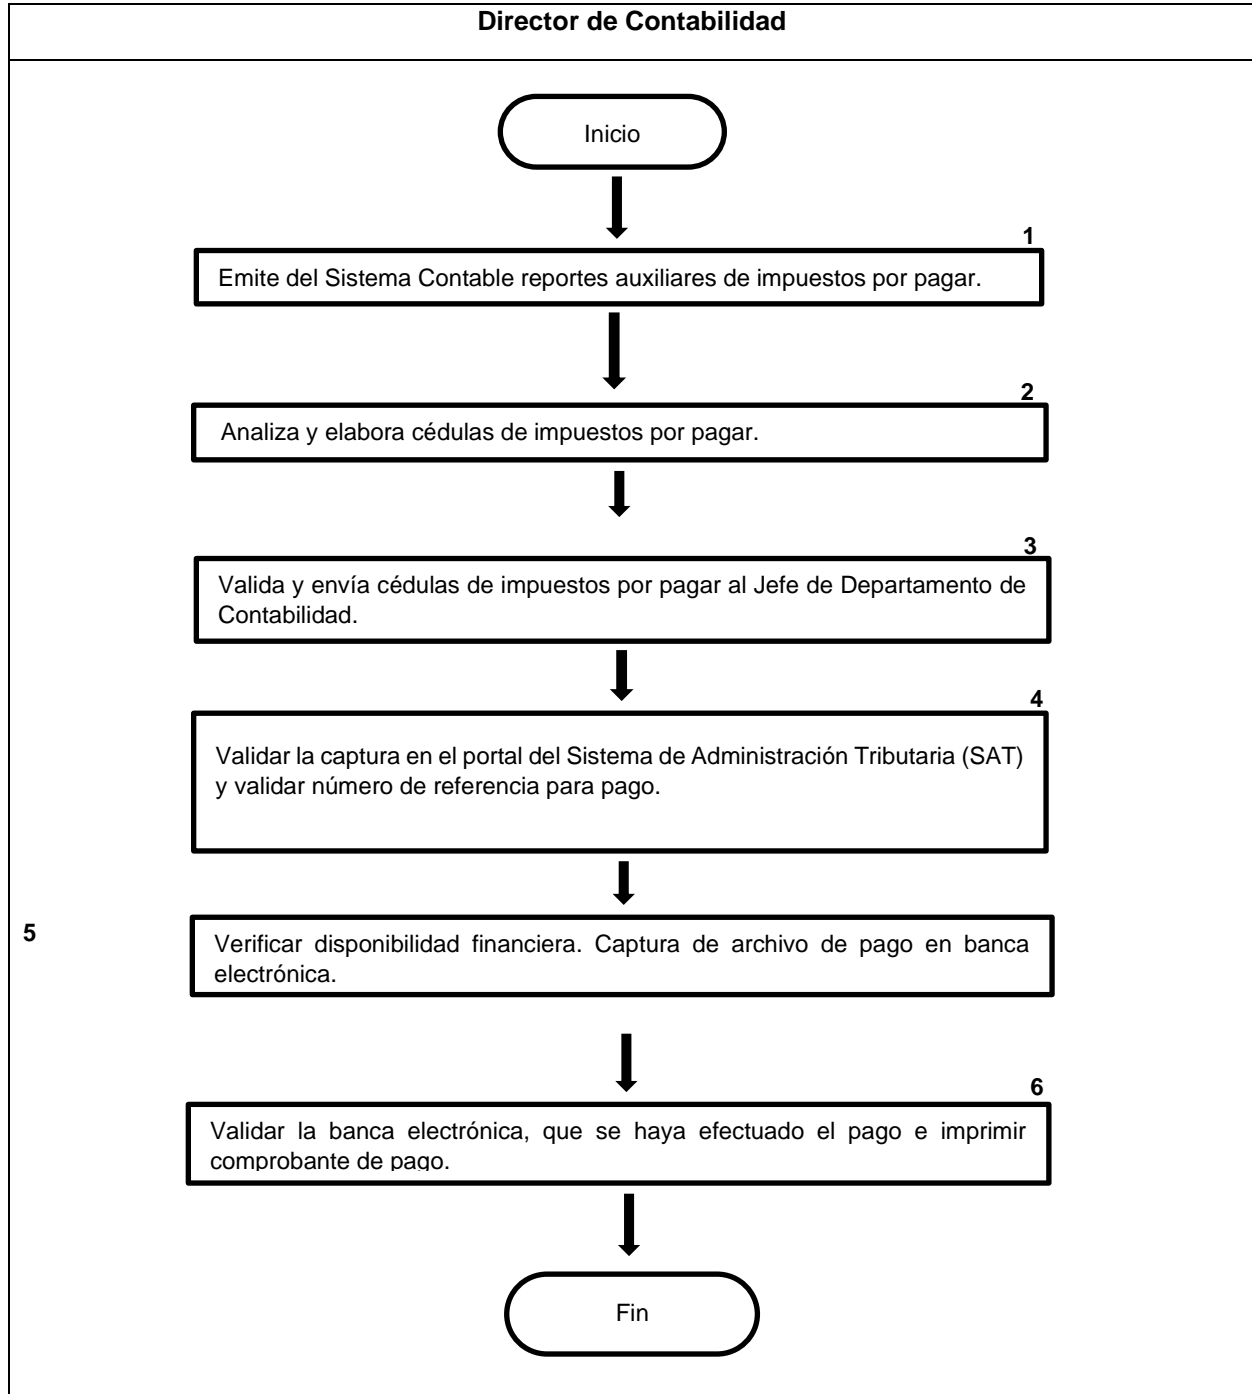 Director de Contabilidad
Inicio
1
Emite del Sistema Contable reportes auxiliares de impuestos por pagar.
2
Analiza y elabora cédulas de impuestos por pagar.
3
Valida y envía cédulas de impuestos por pagar al Jefe de Departamento de
Contabilidad.
4
Validar la captura en el portal del Sistema de Administración Tributaria (SAT)
y validar número de referencia para pago.
5
Verificar disponibilidad financiera. Captura de archivo de pago en banca
electrónica.
6
Validar la banca electrónica, que se haya efectuado el pago e imprimir
comprobante de pago.
Fin